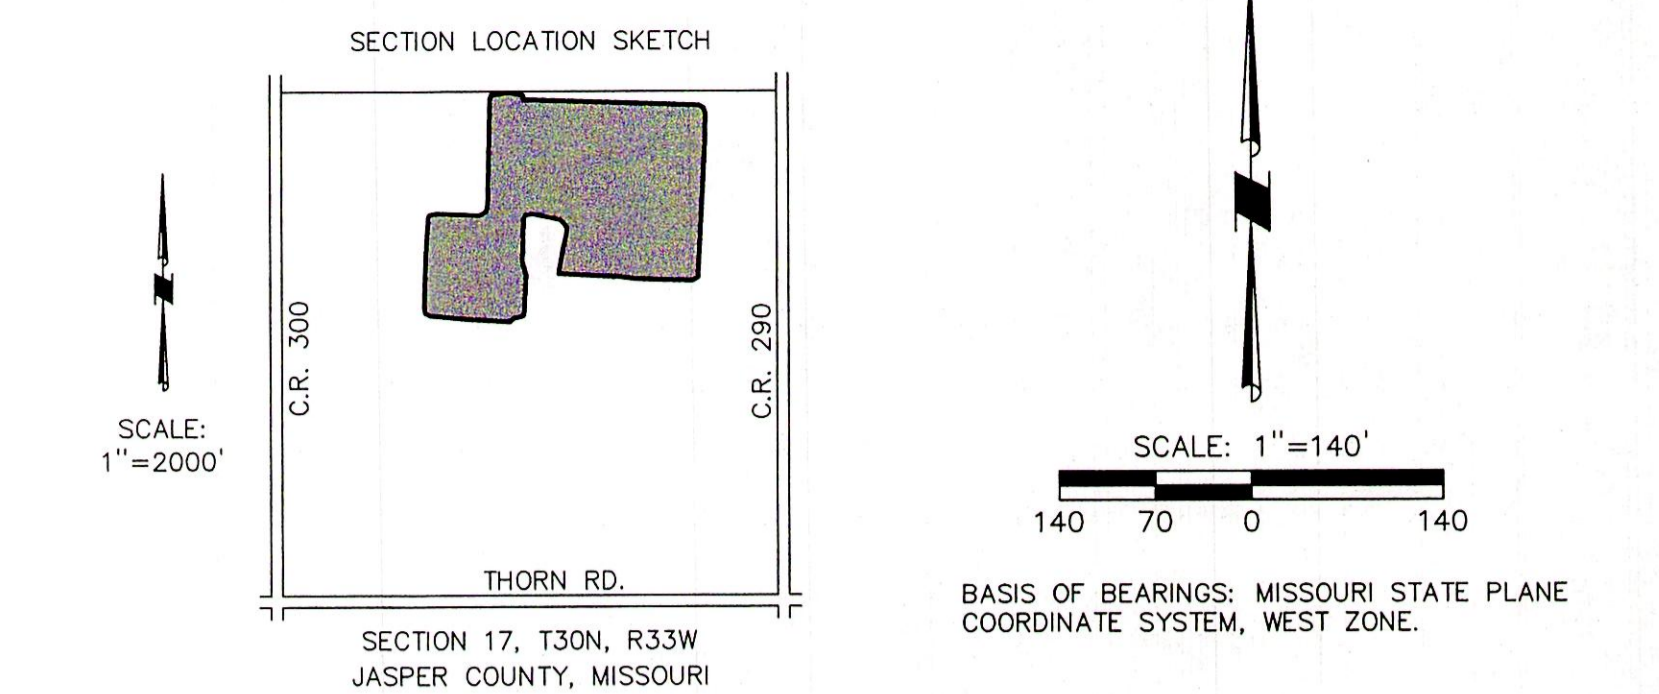 SECTION LOCATION SKETCH
C.R. 300
C.R. 290
SCALE:
1"=2000'
THORN RD.
SECTION 17, T30N, R33W
JASPER COUNTY, MISSOURI
SCALE: 1"=140'
140 70 0 140
BASIS OF BEARINGS: MISSOURI STATE PLANE
COORDINATE SYSTEM, WEST ZONE.